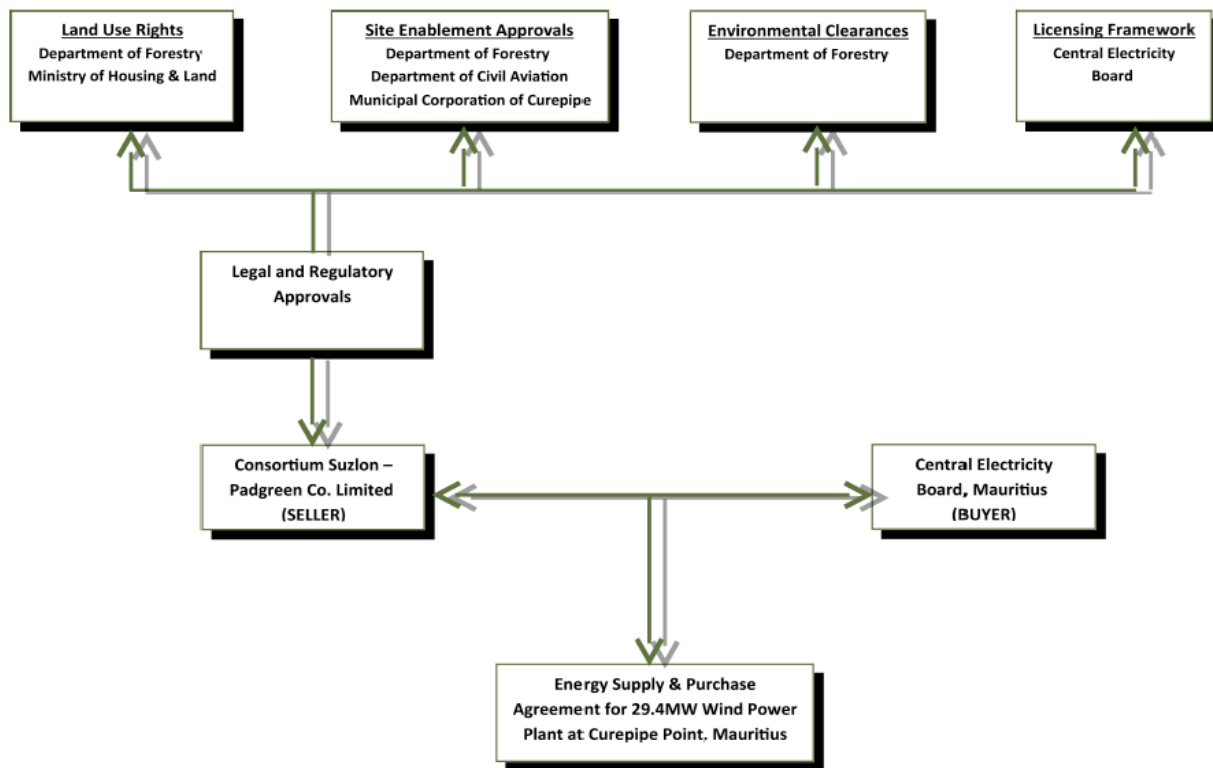 Land Use Rights
Department of Forestry
Ministry of Housing & Land
Site Enablement Approvals
Department of Forestry
Department of Civil Aviation
Municipal Corporation of Curepipe
Environmental Clearances
Department of Forestry
Licensing Framework
Central Electricity
Board
Legal and Regulatory
Approvals
Consortium Suzlon –
Padgreen Co. Limited
(SELLER)
Central Electricity
Board, Mauritius
(BUYER)
Energy Supply & Purchase
Agreement for 29.4MW Wind Power
Plant at Curepipe Point, Mauritius